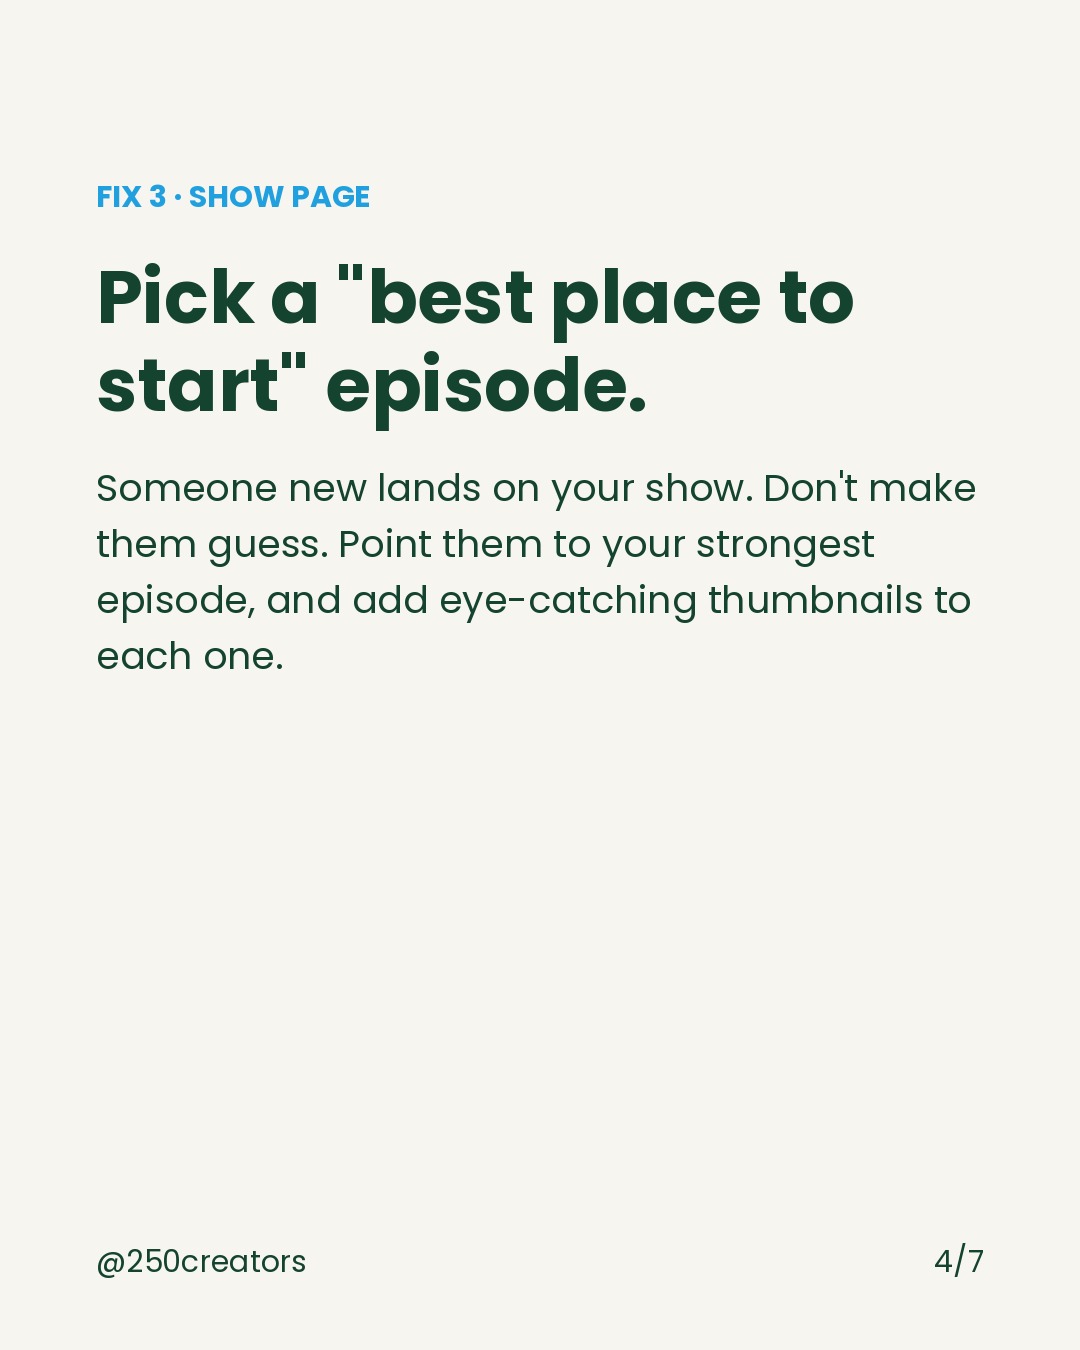 FIX 3 · SHOW PAGE
Pick a "best place to
start" episode.
Someone new lands on your show. Don't make
them guess. Point them to your strongest
episode, and add eye-catching thumbnails to
each one.
@250creators
4/7